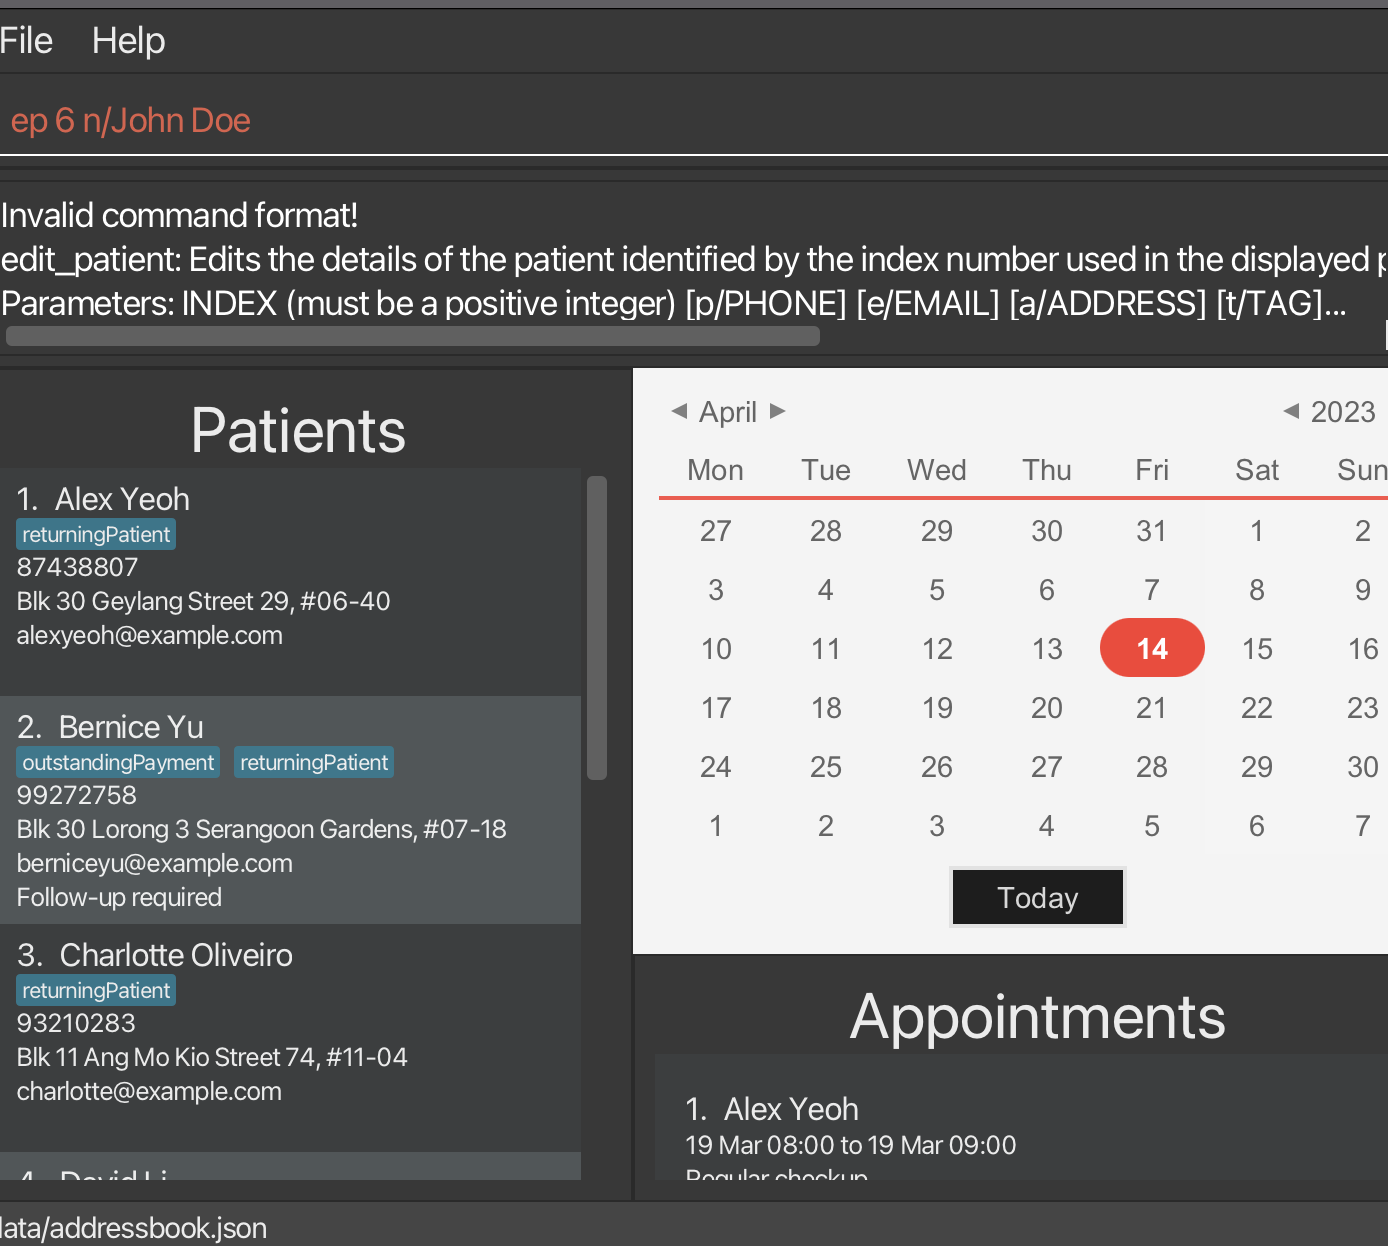 File Help
ep 6 n/John Doe
Invalid command format!
edit_patient: Edits the details of the patient identified by the index number used in the displayed
Parameters: INDEX (must be a positive integer) [p/PHONE] [e/EMAIL] [a/ADDRESS] [t/TAG]...
Patients
1. Alex Yeoh
returningPatient
87438807
Blk 30 Geylang Street 29, #06-40
alexyeoh@example.com
2. Bernice Yu
outstandingPayment returningPatient
99272758
Blk 30 Lorong 3 Serangoon Gardens, #07-18
berniceyu@example.com
Follow-up required
3. Charlotte Oliveiro
returningPatient
93210283
Blk 11 Ang Mo Kio Street 74, #11-04
charlotte@example.com
4. David Li
◀ April ▶ ◀ 2023
Mon Tue Wed Thu Fri Sat Sun
27 28 29 30 31 1 2
3 4 5 6 7 8 9
10 11 12 13 14 15 16
17 18 19 20 21 22 23
24 25 26 27 28 29 30
1 2 3 4 5 6 7
Today
Appointments
1. Alex Yeoh
19 Mar 08:00 to 19 Mar 09:00
Regular checkup
data/addressbook.json